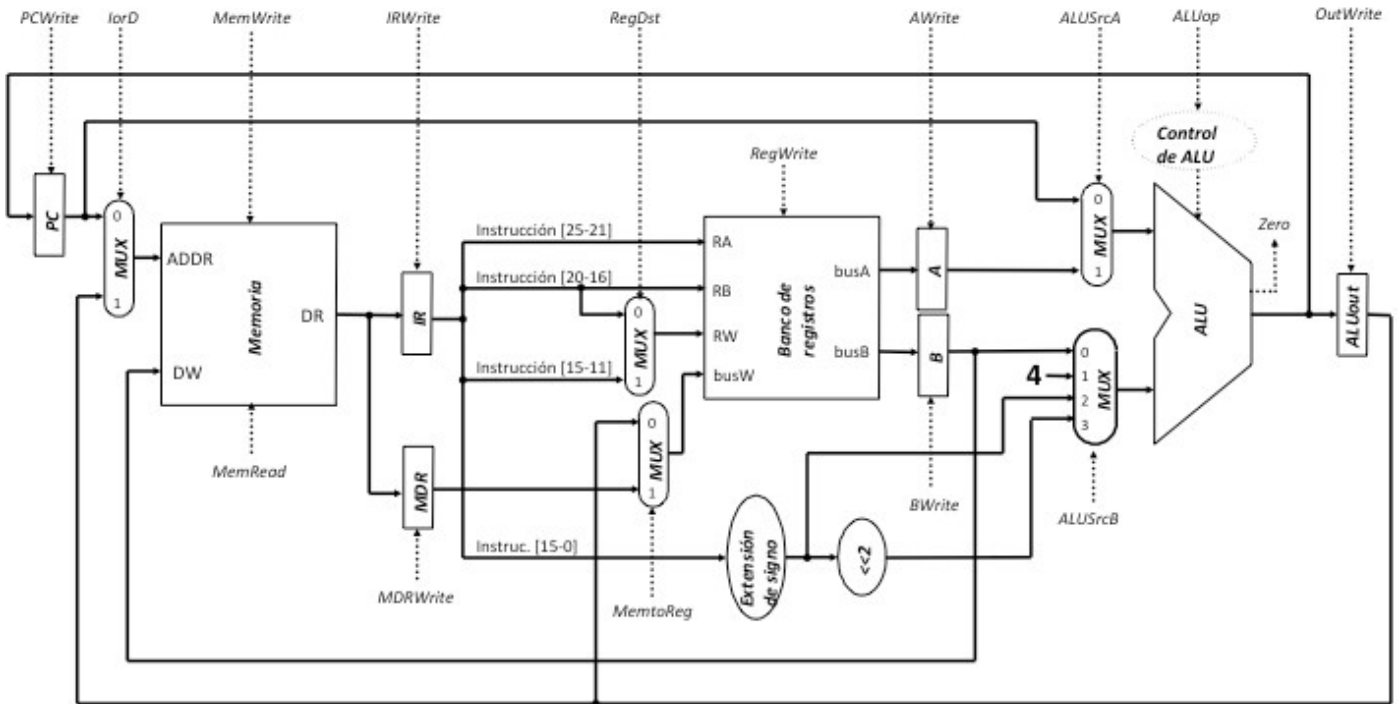 PCWrite
IorD
MemWrite
IRWrite
RegDst
AWrite
ALUSrcA
ALUop
OutWrite
Control
de ALU
RegWrite
PC
0
MUX
1
ADDR
Memoria
DR
DW
MemRead
IR
MDR
MDRWrite
Instrucción [25-21]
Instrucción [20-16]
Instrucción [15-11]
Instruc. [15-0]
0
MUX
1
0
MUX
1
MemtoReg
RA
RB
RW
busW
Banco de
registros
busA
busB
A
B
BWrite
Extensión
de signo
<<2
0
MUX
1
4
0
1
2
3
MUX
ALUSrcB
ALU
Zero
ALUout